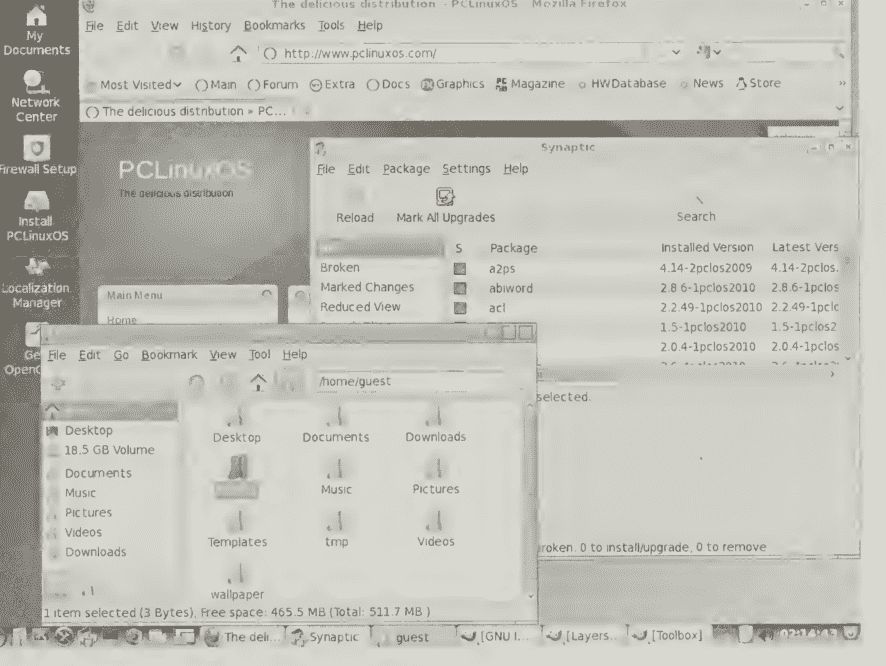 The delicious distribution - PCLinuxOS - Mozilla Firefox
File Edit View History Bookmarks Tools Help
http://www.pclinuxos.com/
Most Visited Main Forum Extra Docs Graphics Magazine HWDatabase News Store »
The delicious distribution » PC...
My Documents
Network Center
Firewall Setup
Install PCLinuxOS
Localization Manager
PCLinuxOS
The delicious distribution
Main Menu
Home
Synaptic
File Edit Package Settings Help
Reload Mark All Upgrades Search
S Package Installed Version Latest Vers
Broken
Marked Changes
Reduced View
a2ps 4.14-2pclos2009 4.14-2pclos.
abiword 2.8.6-1pclos2010 2.8.6-1pclos
acl 2.2.49-1pclos2010 2.2.49-1pclc
1.5-1pclos2010 1.5-1pclos2
2.0.4-1pclos2010 2.0.4-1pclos
selected.
roken. 0 to install/upgrade, 0 to remove
File Edit Go Bookmark View Tool Help
/home/guest
Desktop
18.5 GB Volume
Documents
Music
Pictures
Videos
Downloads
Desktop Documents Downloads
Music Pictures
Templates tmp Videos
wallpaper
1 item selected (3 Bytes), Free space: 465.5 MB (Total: 511.7 MB )
The deli... Synaptic guest [GNU I... [Layers... [Toolbox]